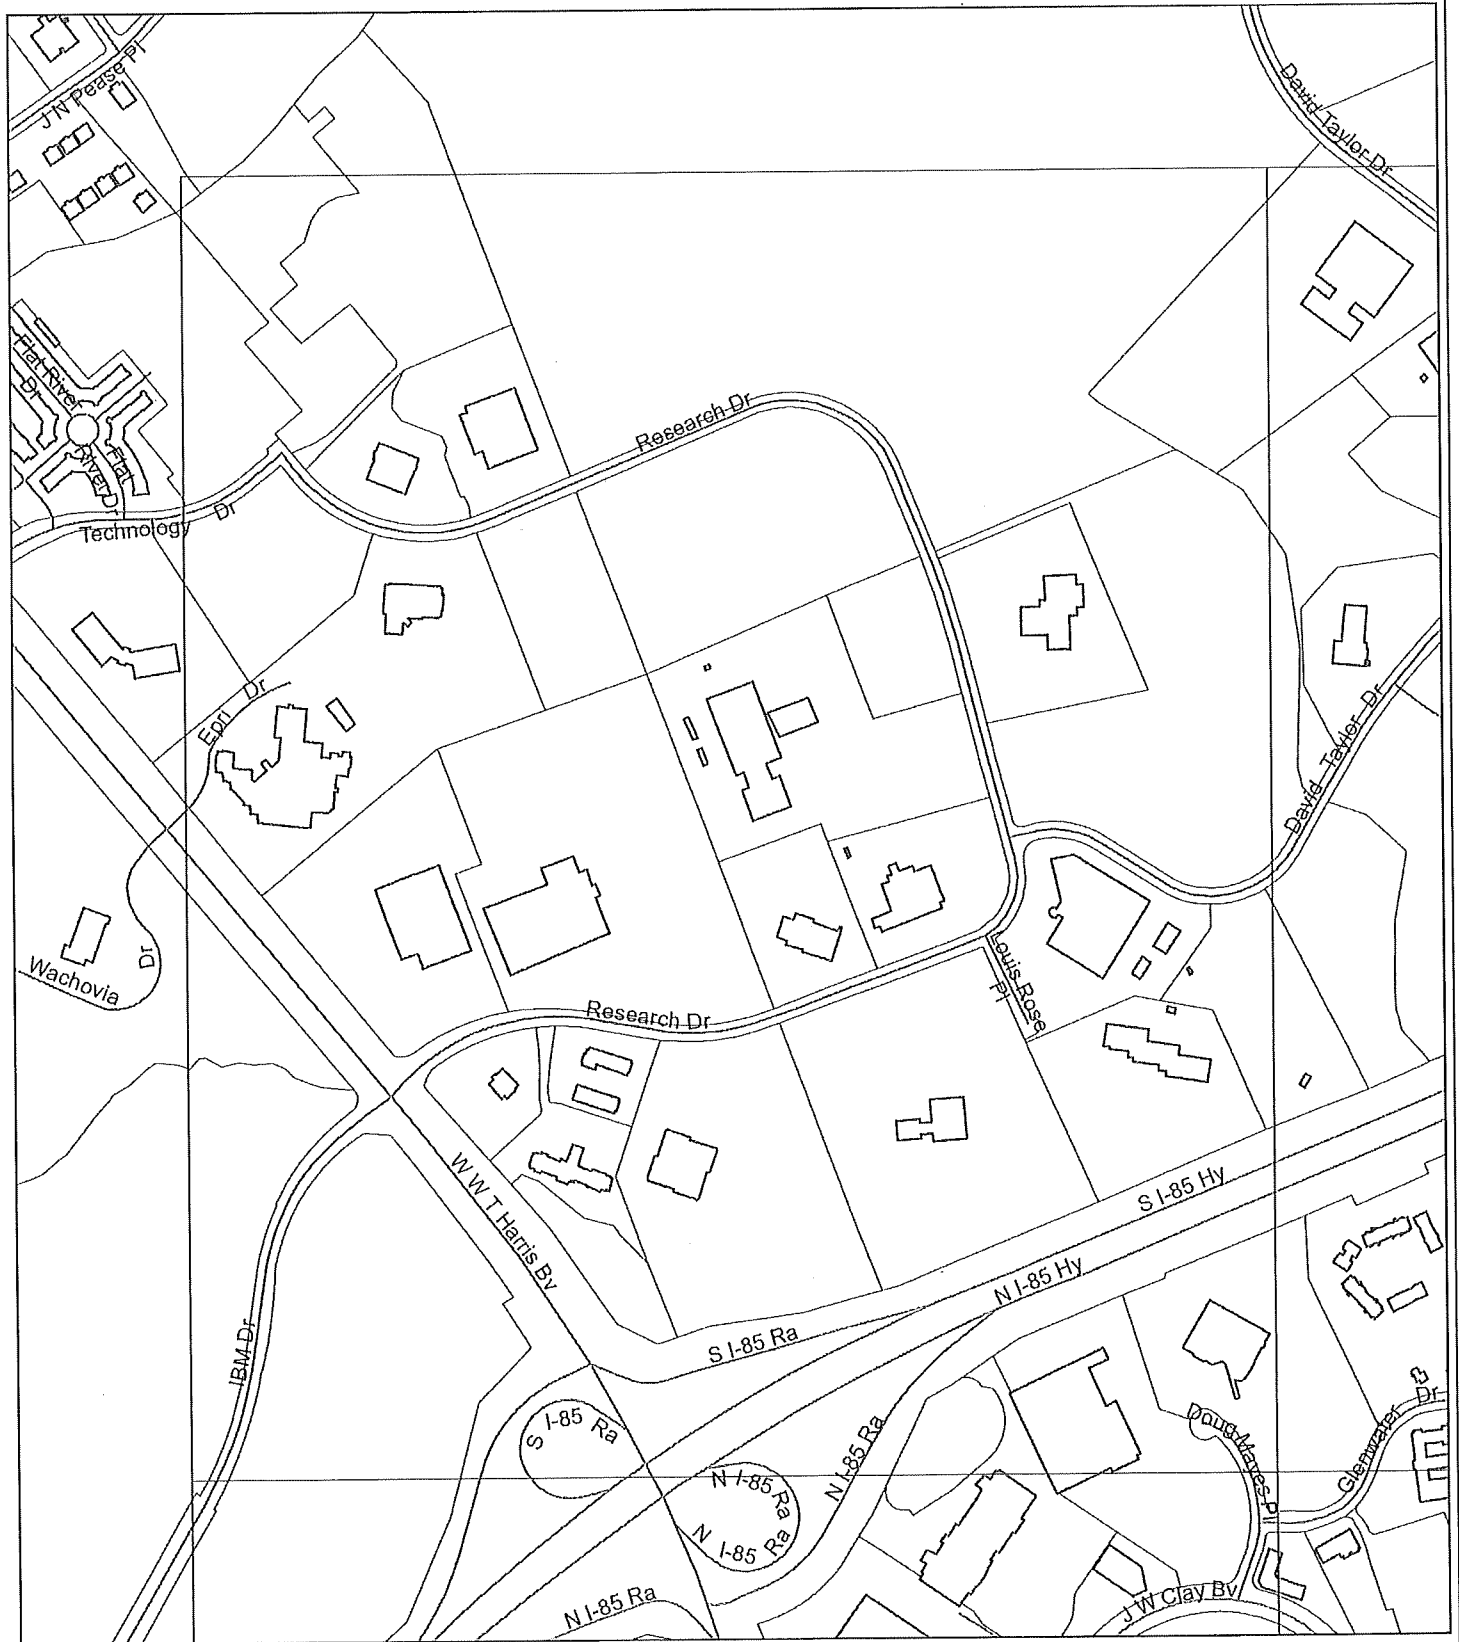 J N Pease Pl
David Taylor Dr
Flat River
Dr
Flat
River Dr
Research Dr
Technology Dr
Epri Dr
David Taylor Dr
Wachovia
Dr
Louis Rose
Pl
Research Dr
W W T Harris Bv
S I-85 Hy
N I-85 Hy
IBM Dr
S I-85 Ra
S I-85 Ra
N I-85 Ra
N I-85 Ra
N I-85 Ra
Doug Mayes Pl
Glenwater Dr
N I-85 Ra
J W Clay Bv